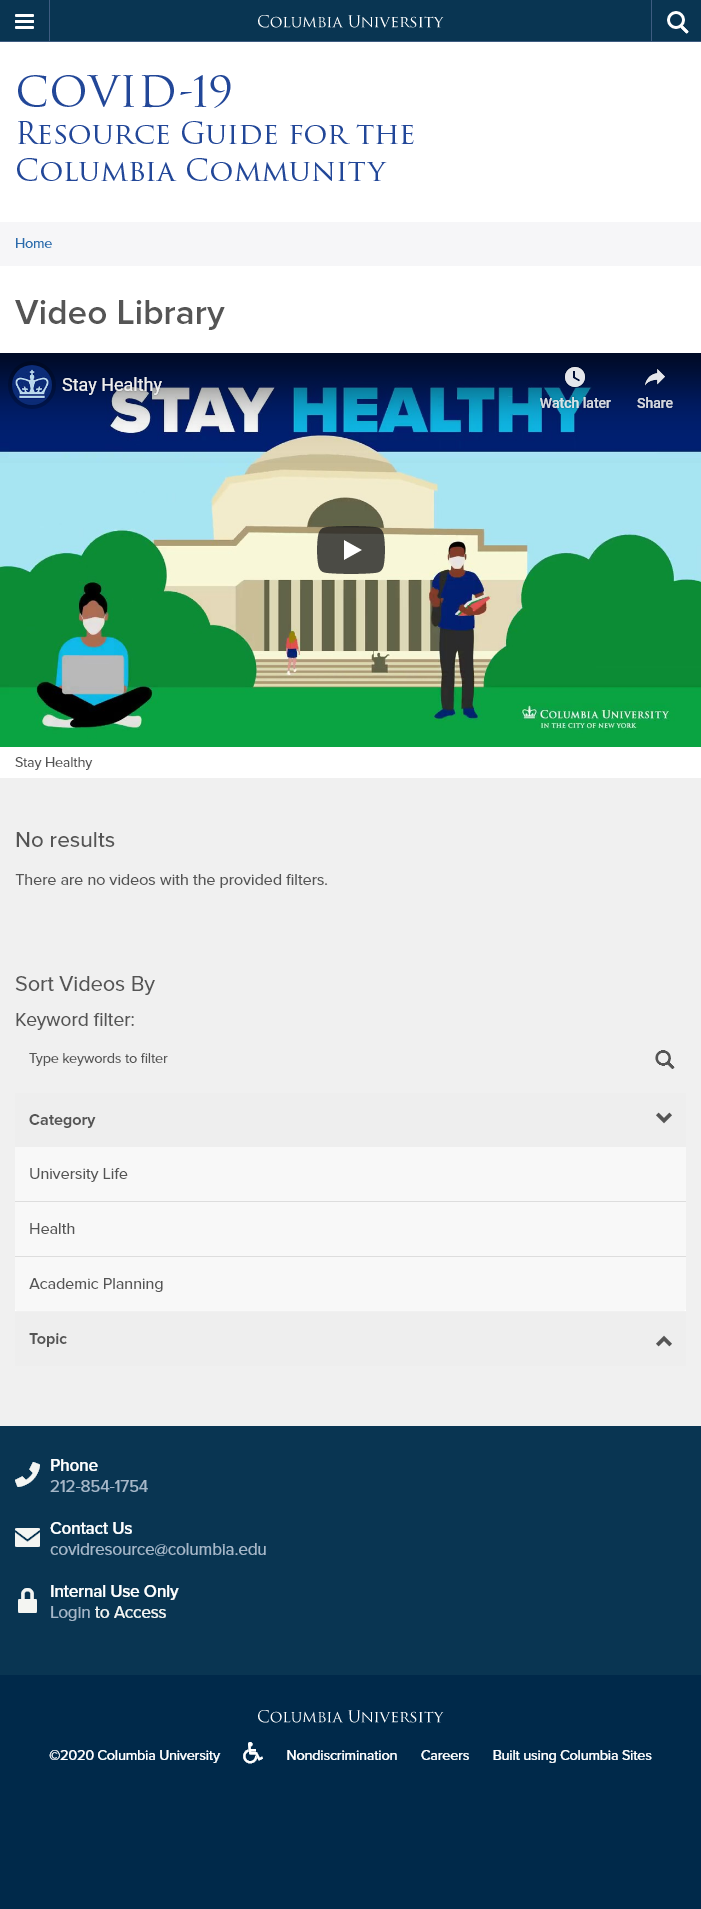 COLUMBIA UNIVERSITY
COVID-19
RESOURCE GUIDE FOR THE
COLUMBIA COMMUNITY
Home
Video Library
Stay Healthy
Watch later
Share
STAY HEALTHY
COLUMBIA UNIVERSITY
IN THE CITY OF NEW YORK
Stay Healthy
No results
There are no videos with the provided filters.
Sort Videos By
Keyword filter:
Type keywords to filter
Category
University Life
Health
Academic Planning
Topic
Phone
212-854-1754
Contact Us
covidresource@columbia.edu
Internal Use Only
Login to Access
COLUMBIA UNIVERSITY
©2020 Columbia University Nondiscrimination Careers Built using Columbia Sites